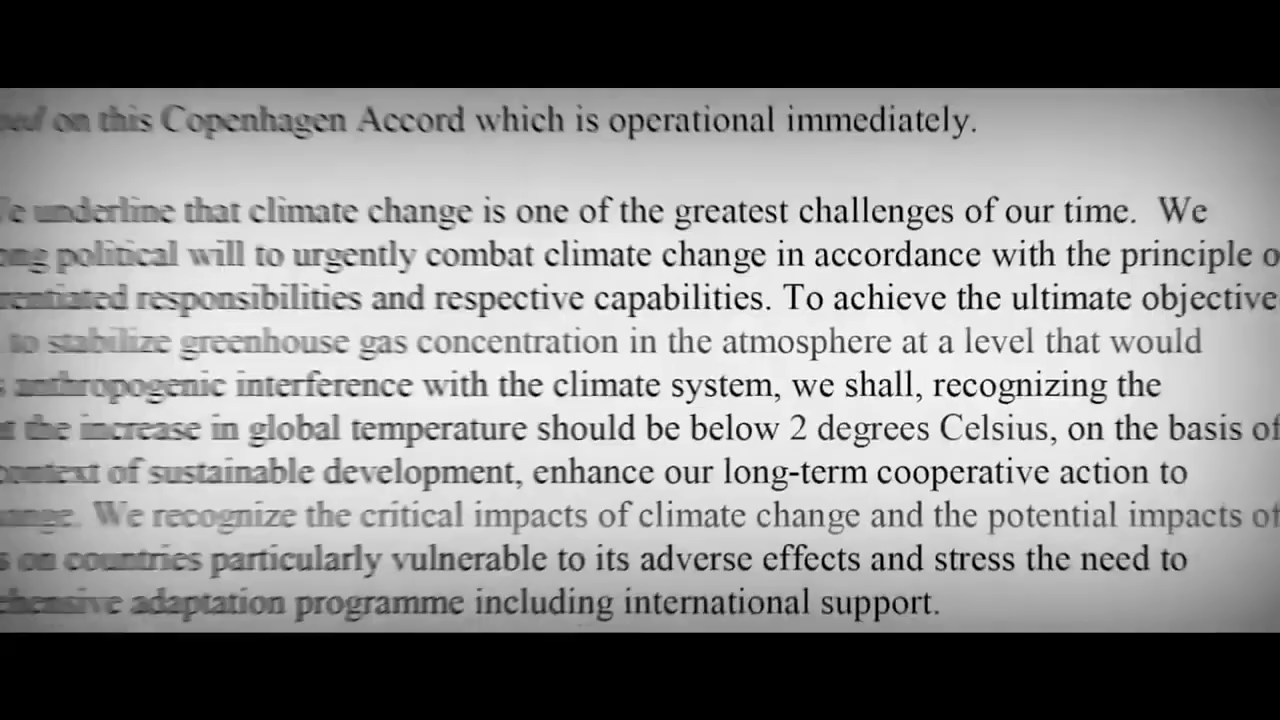 on this Copenhagen Accord which is operational immediately.
underline that climate change is one of the greatest challenges of our time. We
political will to urgently combat climate change in accordance with the principle
responsibilities and respective capabilities. To achieve the ultimate objective
to stabilize greenhouse gas concentration in the atmosphere at a level that would
anthropogenic interference with the climate system, we shall, recognizing the
the increase in global temperature should be below 2 degrees Celsius, on the basis of
context of sustainable development, enhance our long-term cooperative action to
We recognize the critical impacts of climate change and the potential impacts of
on countries particularly vulnerable to its adverse effects and stress the need to
adaptation programme including international support.